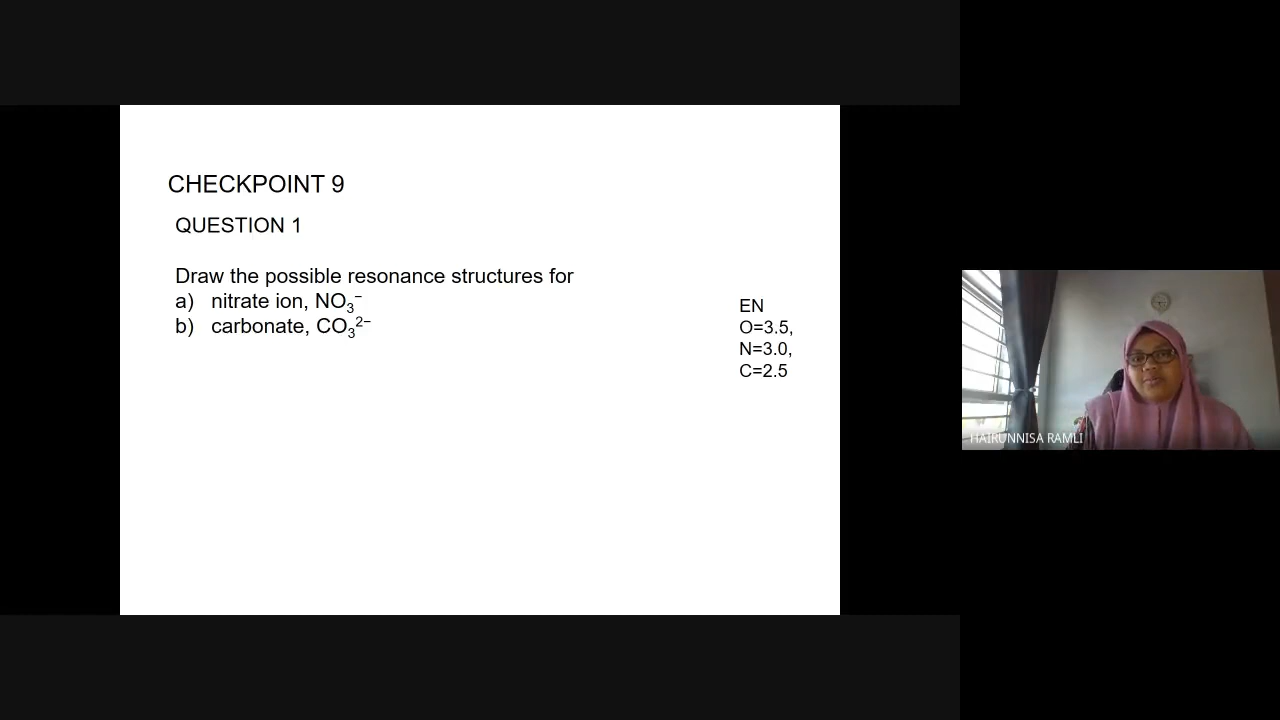 CHECKPOINT 9
QUESTION 1
Draw the possible resonance structures for
a) nitrate ion, NO₃⁻
b) carbonate, CO₃²⁻
EN
O=3.5,
N=3.0,
C=2.5
HAIRUNNISA RAMLI